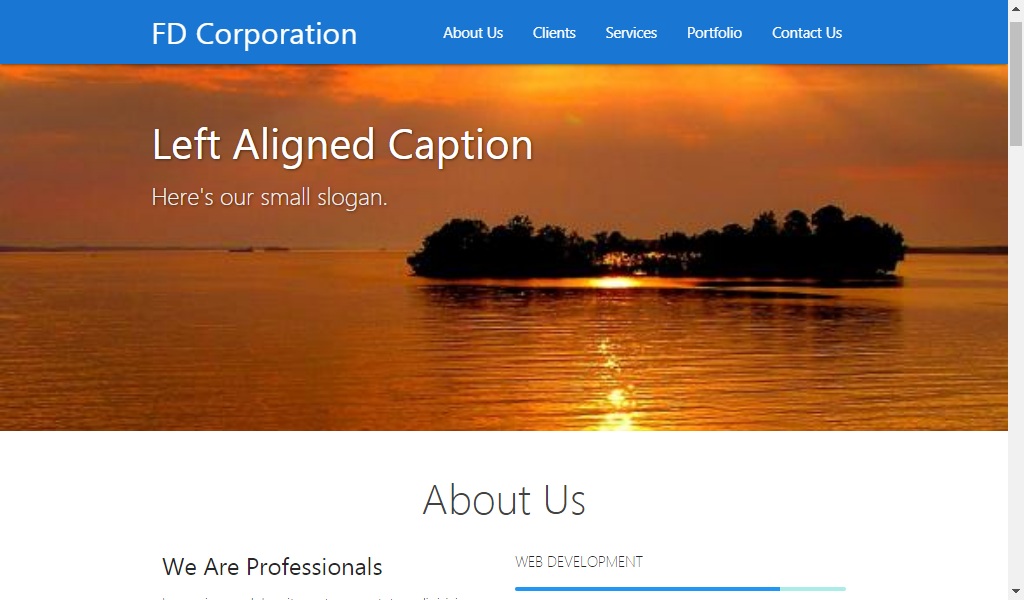 FD Corporation
About Us
Clients
Services
Portfolio
Contact Us
Left Aligned Caption
Here's our small slogan.
About Us
We Are Professionals
WEB DEVELOPMENT